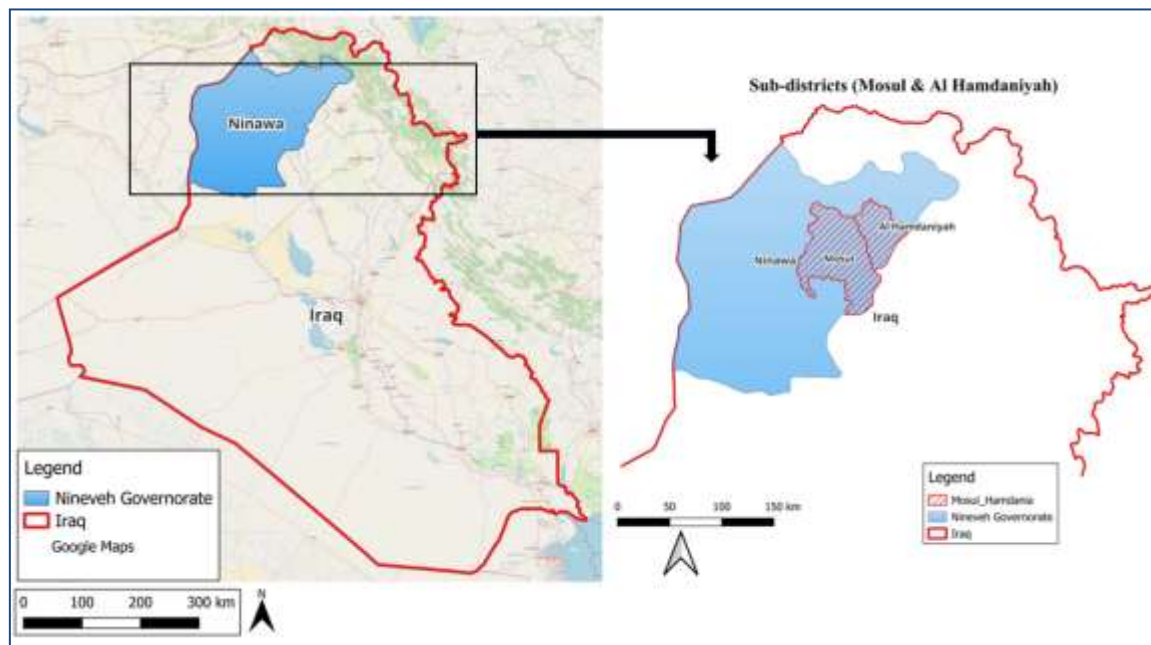 Ninawa
Iraq
Legend
Nineveh Governorate
Iraq
Google Maps
0 100 200 300 km
N
Sub-districts (Mosul & Al Hamdaniyah)
Al Hamdaniyah
Ninawa
Mosul
Iraq
Legend
Mosul_Hamdania
Nineveh Governorate
Iraq
0 50 100 150 km